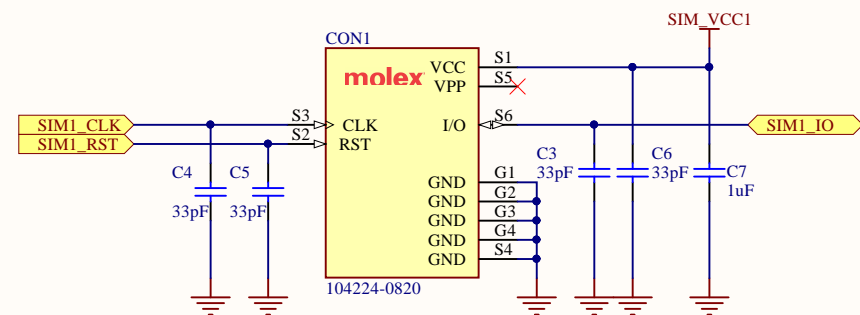 SIM_VCC1
CON1
molex
VCC S1
VPP S5
SIM1_CLK S3 CLK I/O S6 SIM1_IO
SIM1_RST S2 RST
C4 C5 C3 C6 C7
33pF 33pF 33pF 33pF 1uF
GND G1
GND G2
GND G3
GND G4
GND S4
104224-0820